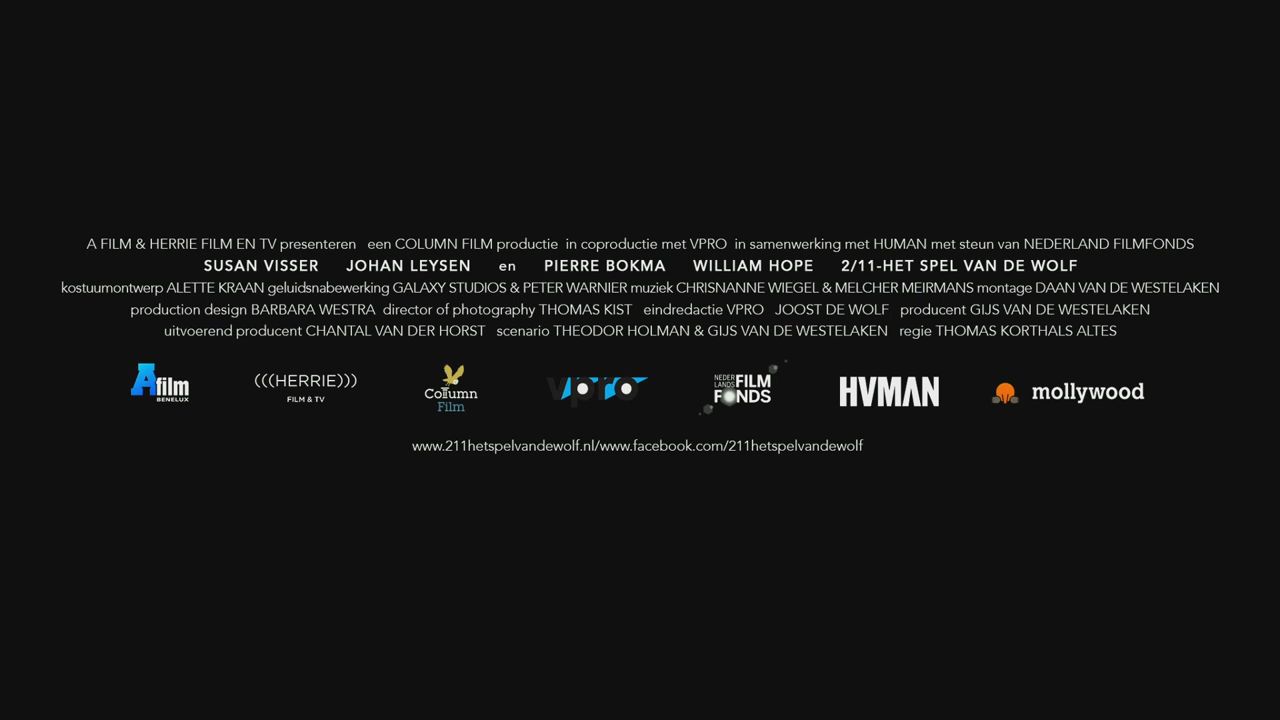 A FILM & HERRIE FILM EN TV presenteren een COLUMN FILM productie in coproductie met VPRO in samenwerking met HUMAN met steun van NEDERLAND FILMFONDS
SUSAN VISSER JOHAN LEYSEN en PIERRE BOKMA WILLIAM HOPE 2/11-HET SPEL VAN DE WOLF
kostuumontwerp ALETTE KRAAN geluidsnabewerking GALAXY STUDIOS & PETER WARNIER muziek CHRISNANNE WIEGEL & MELCHER MEIRMANS montage DAAN VAN DE WESTELAKEN
production design BARBARA WESTRA director of photography THOMAS KIST eindredactie VPRO JOOST DE WOLF producent GIJS VAN DE WESTELAKEN
uitvoerend producent CHANTAL VAN DER HORST scenario THEODOR HOLMAN & GIJS VAN DE WESTELAKEN regie THOMAS KORTHALS ALTES
A film
BENELUX
(((HERRIE)))
FILM & TV
Column
Film
vpro
NEDER
LANDS
FILM
FONDS
HVMAN
mollywood
www.211hetspelvandewolf.nl/www.facebook.com/211hetspelvandewolf